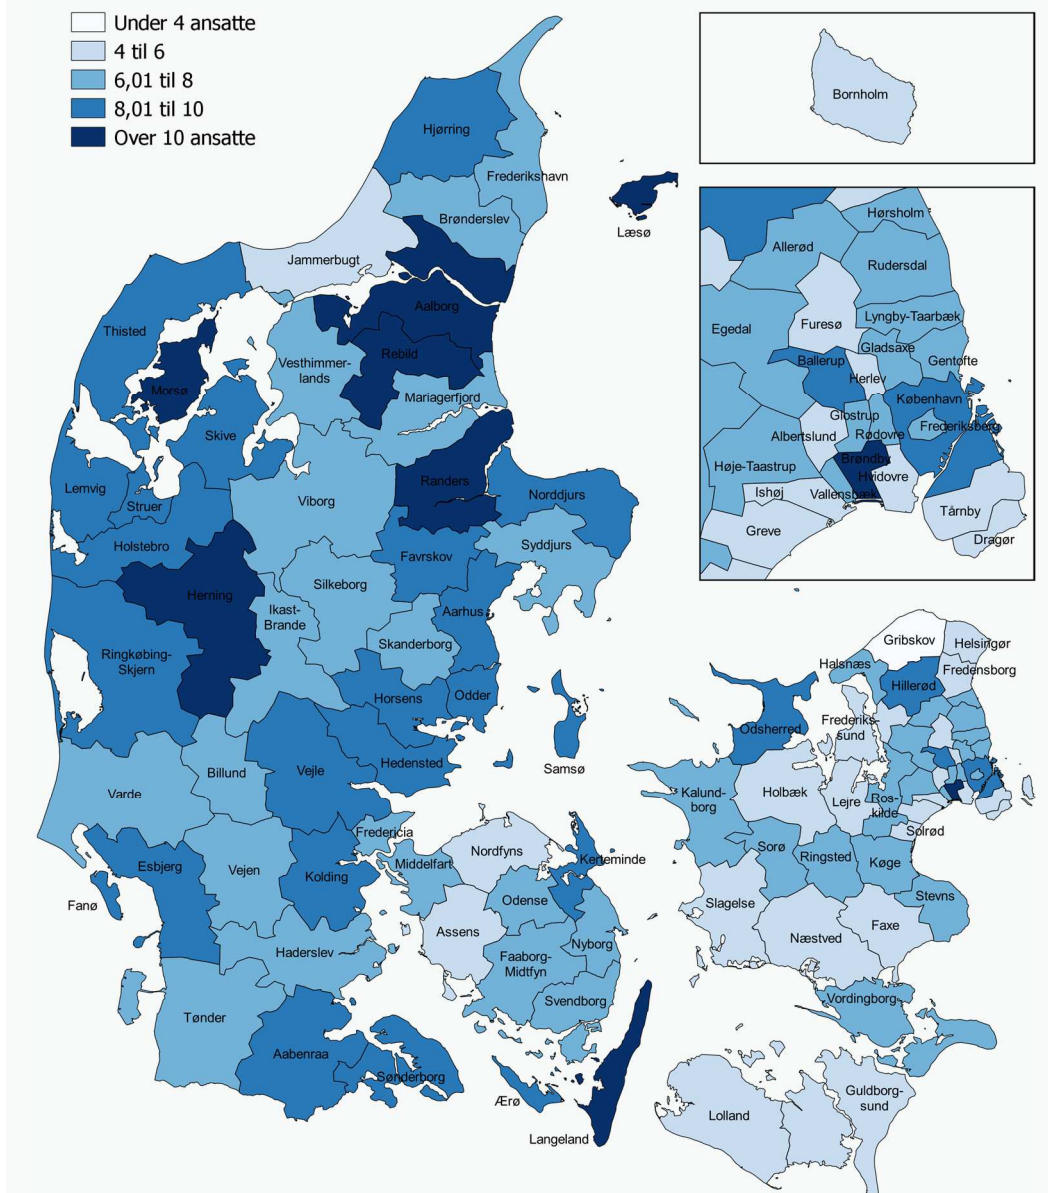 Under 4 ansatte
4 til 6
6,01 til 8
8,01 til 10
Over 10 ansatte
Bornholm
Hjørring
Frederikshavn
Brønderslev
Læsø
Jammerbugt
Aalborg
Thisted
Rebild
Vesthimmer-
lands
Morsø
Mariagerfjord
Skive
Lemvig
Struer
Viborg
Randers
Norddjurs
Holstebro
Favrskov
Syddjurs
Herning
Silkeborg
Ikast-
Brande
Aarhus
Skanderborg
Ringkøbing-
Skjern
Horsens
Odder
Hedensted
Samsø
Billund
Vejle
Varde
Fredericia
Esbjerg
Vejen
Kolding
Middelfart
Nordfyns
Kerteminde
Fanø
Odense
Assens
Haderslev
Faaborg-
Midtfyn
Nyborg
Svendborg
Tønder
Aabenraa
Sønderborg
Ærø
Langeland
Hørsholm
Allerød
Rudersdal
Furesø
Lyngby-Taarbæk
Egedal
Gladsaxe
Ballerup
Gentofte
Herlev
København
Glostrup
Frederiksberg
Albertslund
Rødovre
Brøndby
Høje-Taastrup
Hvidovre
Ishøj
Vallensbæk
Tårnby
Greve
Dragør
Gribskov
Helsingør
Halsnæs
Fredensborg
Hillerød
Odsherred
Frederiks-
sund
Kalund-
borg
Holbæk
Lejre
Ros-
kilde
Solrød
Sorø
Ringsted
Køge
Slagelse
Stevns
Næstved
Faxe
Vordingborg
Guldborg-
sund
Lolland